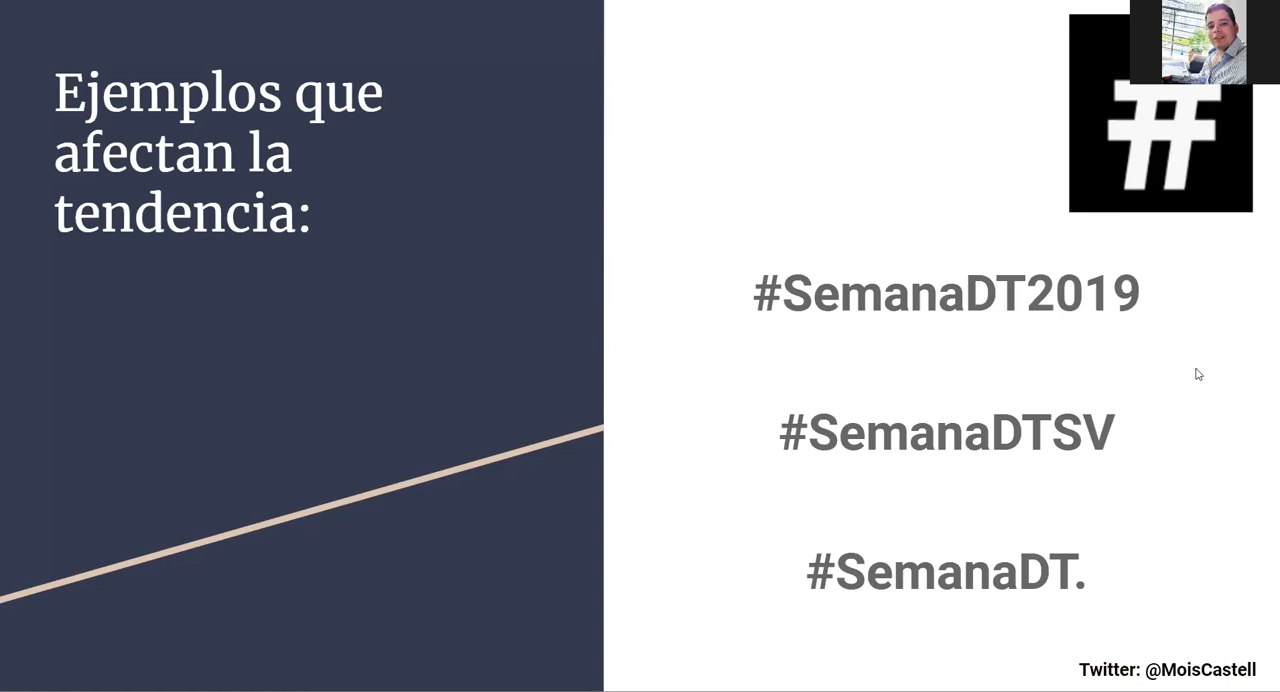 Ejemplos que
afectan la
tendencia:
#
#SemanaDT2019
#SemanaDTSV
#SemanaDT.
Twitter: @MoisCastell